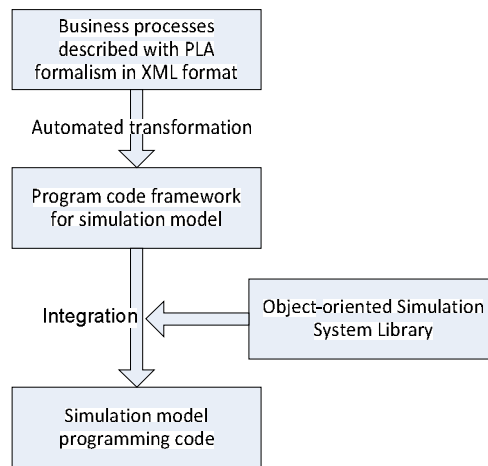 Business processes
described with PLA
formalism in XML format
Automated transformation
Program code framework
for simulation model
Integration
Object-oriented Simulation
System Library
Simulation model
programming code